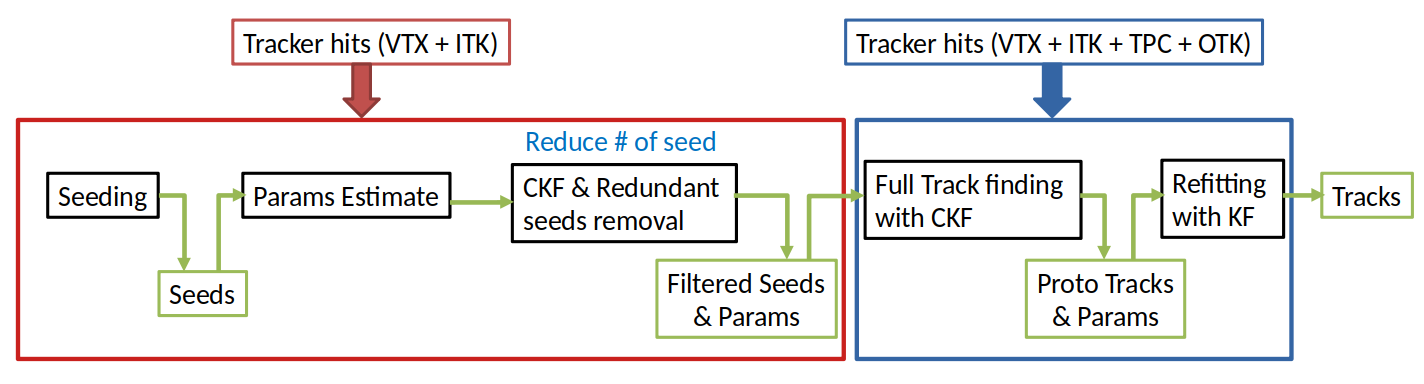 Tracker hits (VTX + ITK)
Tracker hits (VTX + ITK + TPC + OTK)
Reduce # of seed
Seeding
Params Estimate
CKF & Redundant
seeds removal
Seeds
Filtered Seeds
& Params
Full Track finding
with CKF
Refitting
with KF
Proto Tracks
& Params
Tracks